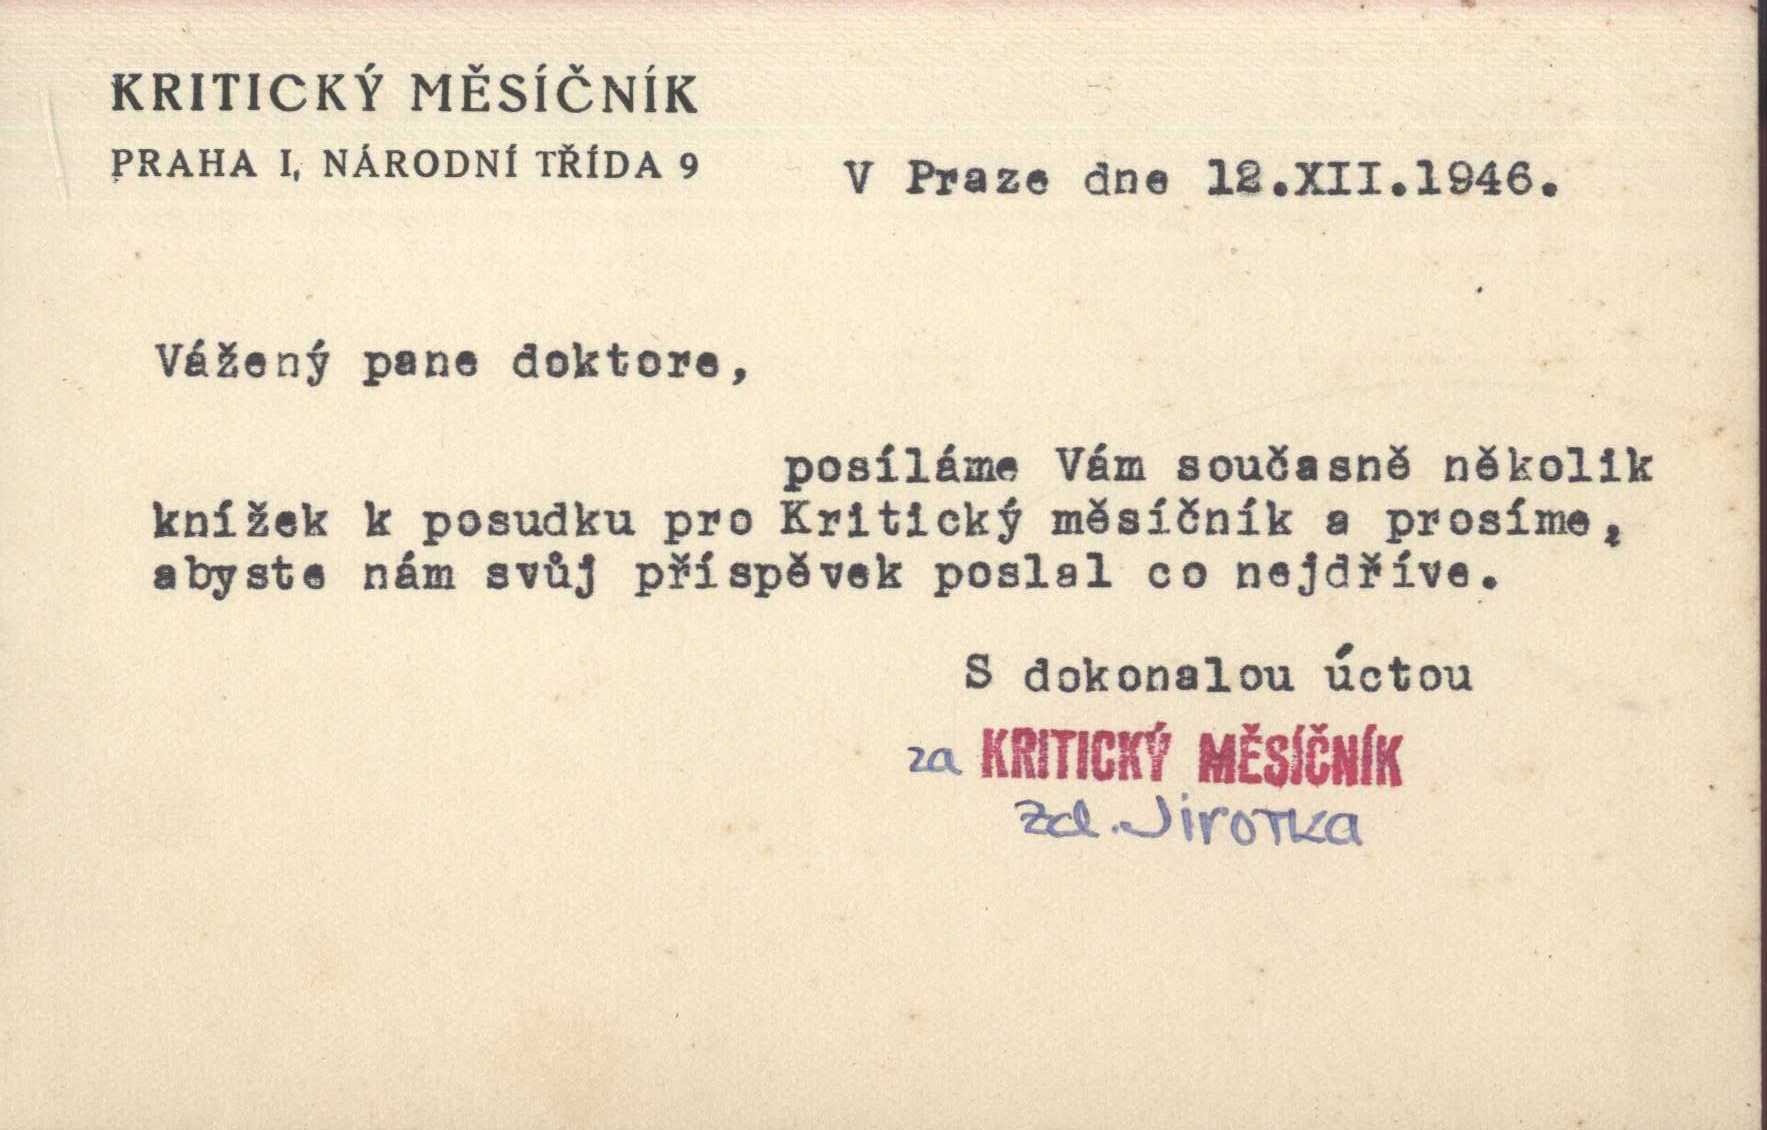 KRITICKÝ MĚSÍČNÍK
PRAHA I, NÁRODNÍ TŘÍDA 9
V Praze dne 12.XII.1946.
Vážený pane doktore,
posíláme Vám současně několik
knížek k posudku pro Kritický měsíčník a prosíme,
abyste nám svůj příspěvek poslal co nejdříve.
S dokonalou úctou
za KRITICKÝ MĚSÍČNÍK
Zd. Jirotka